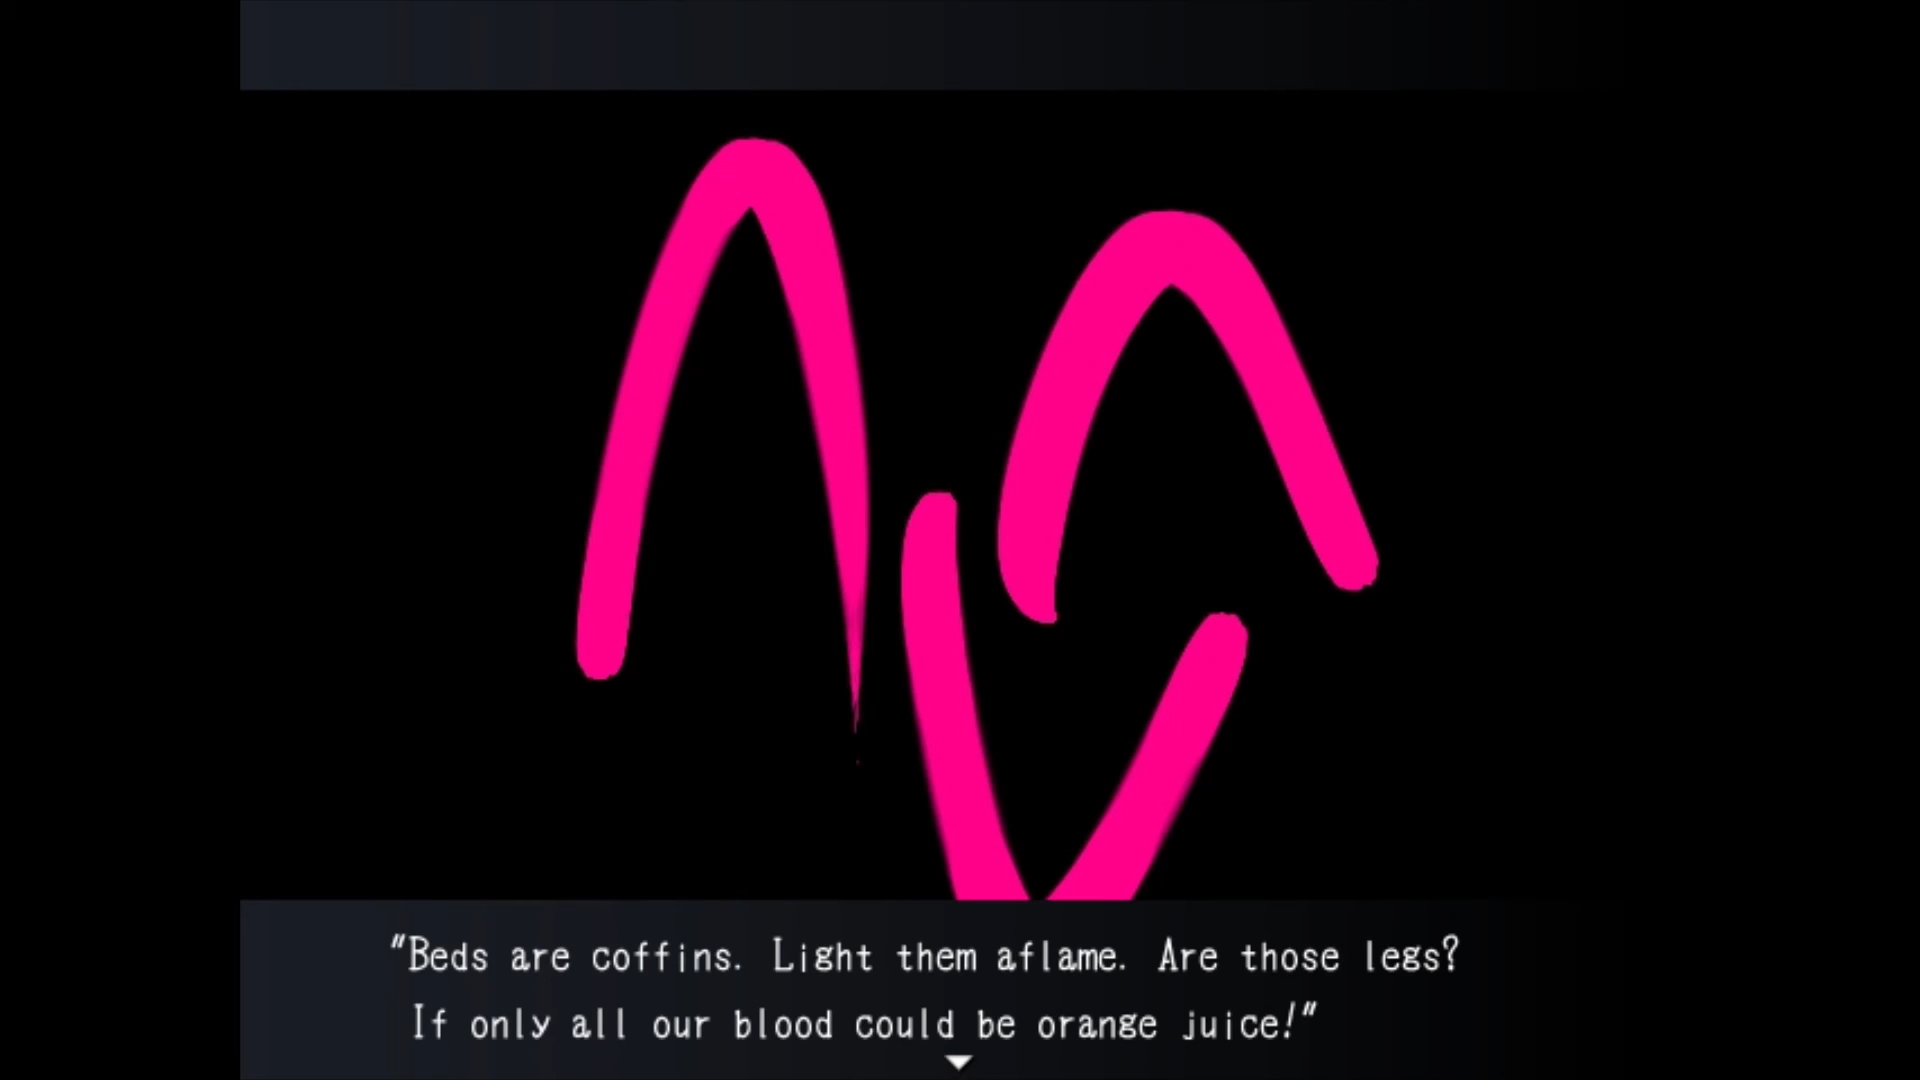 "Beds are coffins. Light them aflame. Are those legs?
If only all our blood could be orange juice!"